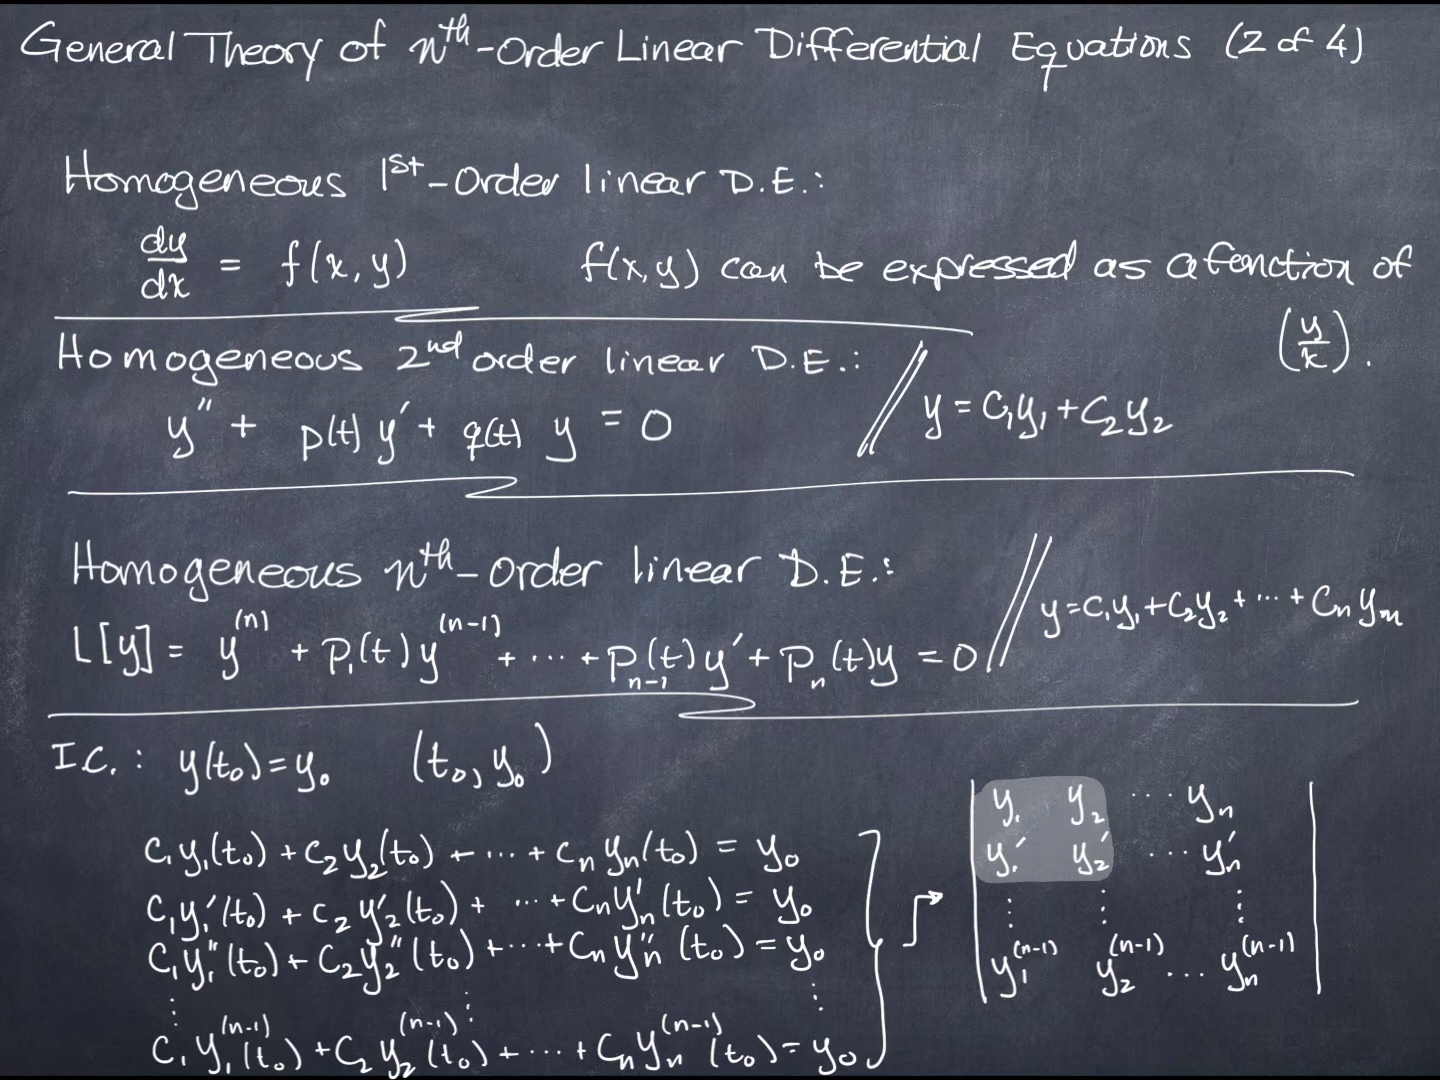 General Theory of nth-Order Linear Differential Equations (2 of 4)
Homogeneous 1st-Order linear D.E.:
dy/dx = f(x, y)    f(x, y) can be expressed as a function of (y/x).
Homogeneous 2nd order linear D.E.:
y'' + p(t) y' + q(t) y = 0 // y = C₁y₁ + C₂y₂
Homogeneous nth-order linear D.E.:
L[y] = y⁽ⁿ⁾ + P₁(t) y⁽ⁿ⁻¹⁾ + ... + Pₙ₋₁(t) y' + Pₙ(t) y = 0 // y = C₁y₁ + C₂y₂ + ... + Cₙyₘ
I.C. : y(t₀) = y₀    (t₀, y₀)
C₁y₁(t₀) + C₂y₂(t₀) + ... + Cₙyₙ(t₀) = y₀
C₁y₁'(t₀) + C₂y₂'(t₀) + ... + Cₙyₙ'(t₀) = y₀
C₁y₁''(t₀) + C₂y₂''(t₀) + ... + Cₙyₙ''(t₀) = y₀
⋮ ⋮ ⋮
C₁y₁⁽ⁿ⁻¹⁾(t₀) + C₂y₂⁽ⁿ⁻¹⁾(t₀) + ... + Cₙyₙ⁽ⁿ⁻¹⁾(t₀) = y₀
| y₁ y₂ ... yₙ |
| y₁' y₂' ... yₙ' |
| ⋮ ⋮ ⋮ |
| y₁⁽ⁿ⁻¹⁾ y₂⁽ⁿ⁻¹⁾ ... yₙ⁽ⁿ⁻¹⁾ |